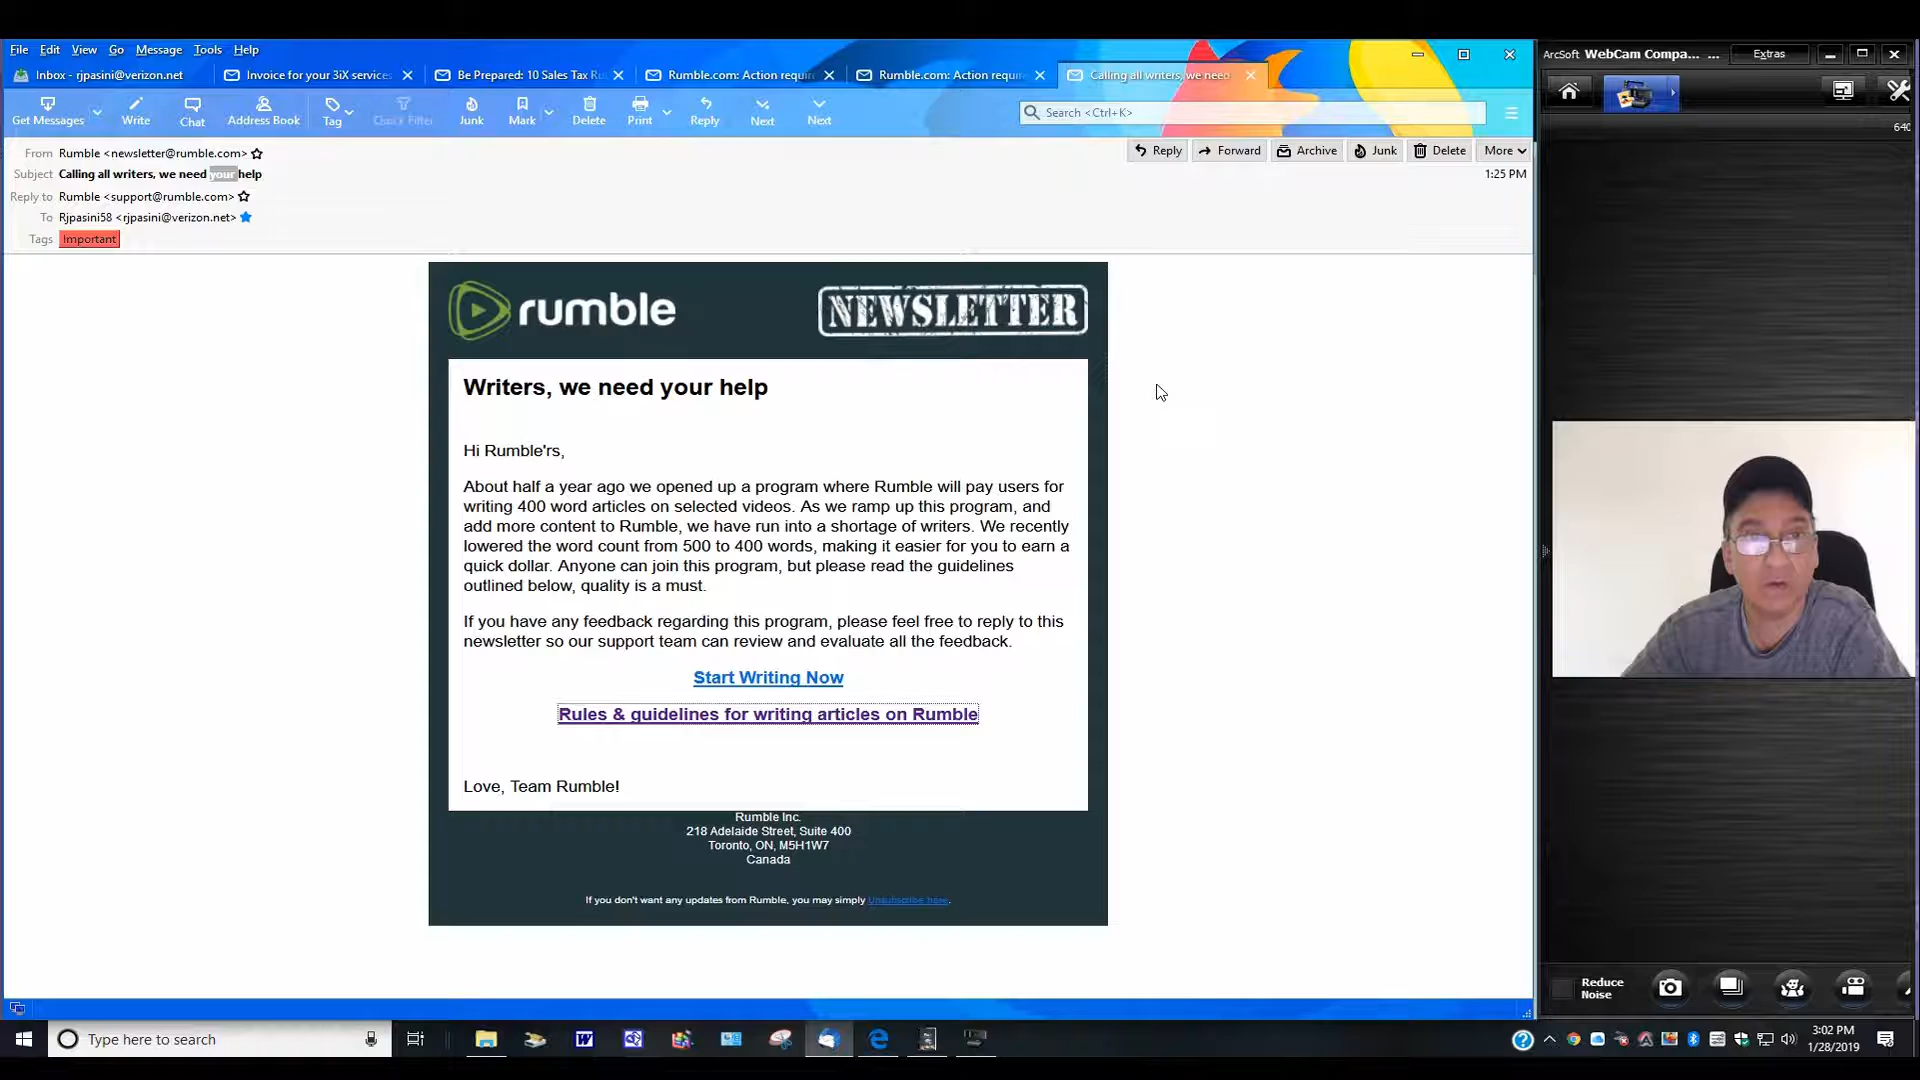 File Edit View Go Message Tools Help
ArcSoft WebCam Compa... ... Extras
Inbox - rjpasini@verizon.net Invoice for your 3iX services Be Prepared: 10 Sales Tax Rumble.com: Action requir Rumble.com: Action requir Calling all writers, we need
Get Messages Write Chat Address Book Tag Quick Filter Junk Mark Delete Print Reply Next Next
Search <Ctrl+K>
640
From Rumble <newsletter@rumble.com>
Reply Forward Archive Junk Delete More
Subject Calling all writers, we need your help
1:25 PM
Reply to Rumble <support@rumble.com>
To Rjpasini58 <rjpasini@verizon.net>
Tags Important
rumble NEWSLETTER
Writers, we need your help
Hi Rumble'rs,
About half a year ago we opened up a program where Rumble will pay users for
writing 400 word articles on selected videos. As we ramp up this program, and
add more content to Rumble, we have run into a shortage of writers. We recently
lowered the word count from 500 to 400 words, making it easier for you to earn a
quick dollar. Anyone can join this program, but please read the guidelines
outlined below, quality is a must.
If you have any feedback regarding this program, please feel free to reply to this
newsletter so our support team can review and evaluate all the feedback.
Start Writing Now
Rules & guidelines for writing articles on Rumble
Love, Team Rumble!
Rumble Inc.
218 Adelaide Street, Suite 400
Toronto, ON, M5H1W7
Canada
If you don't want any updates from Rumble, you may simply Unsubscribe here.
Reduce
Noise
Type here to search
3:02 PM
1/28/2019